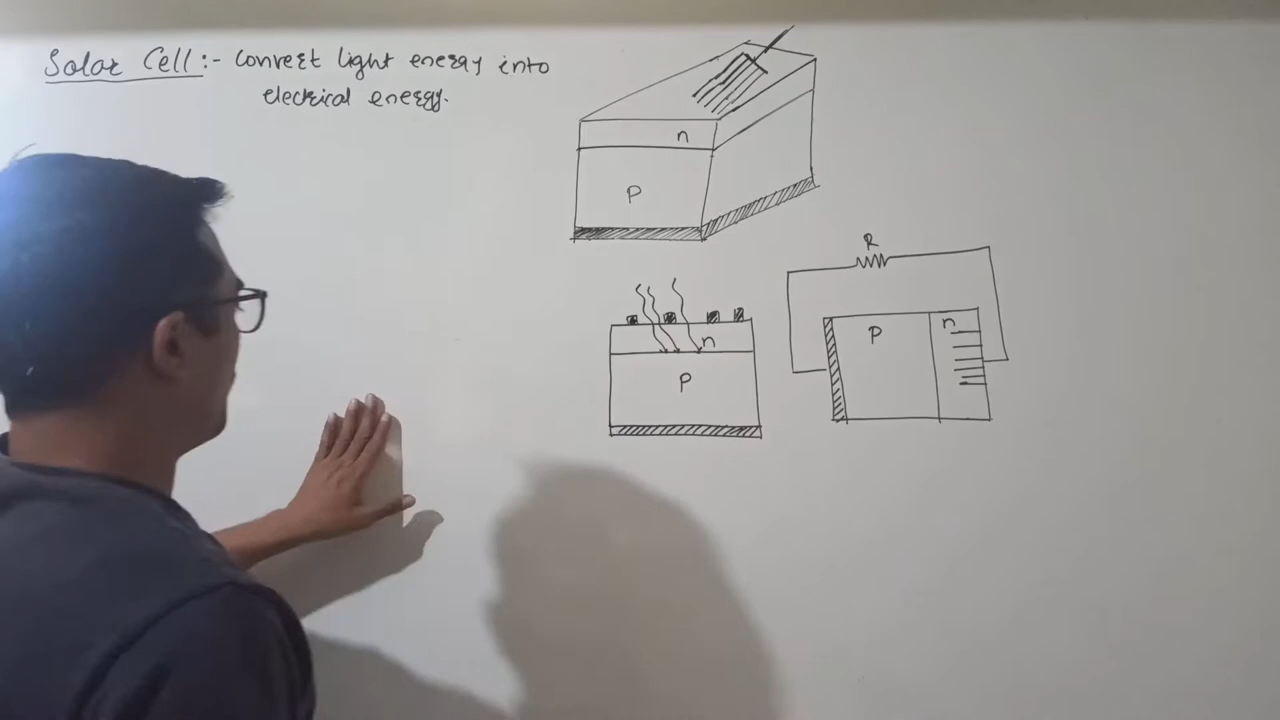 Solar Cell:- Convert light energy into
electrical energy.
n
P
R
n
P
P
n